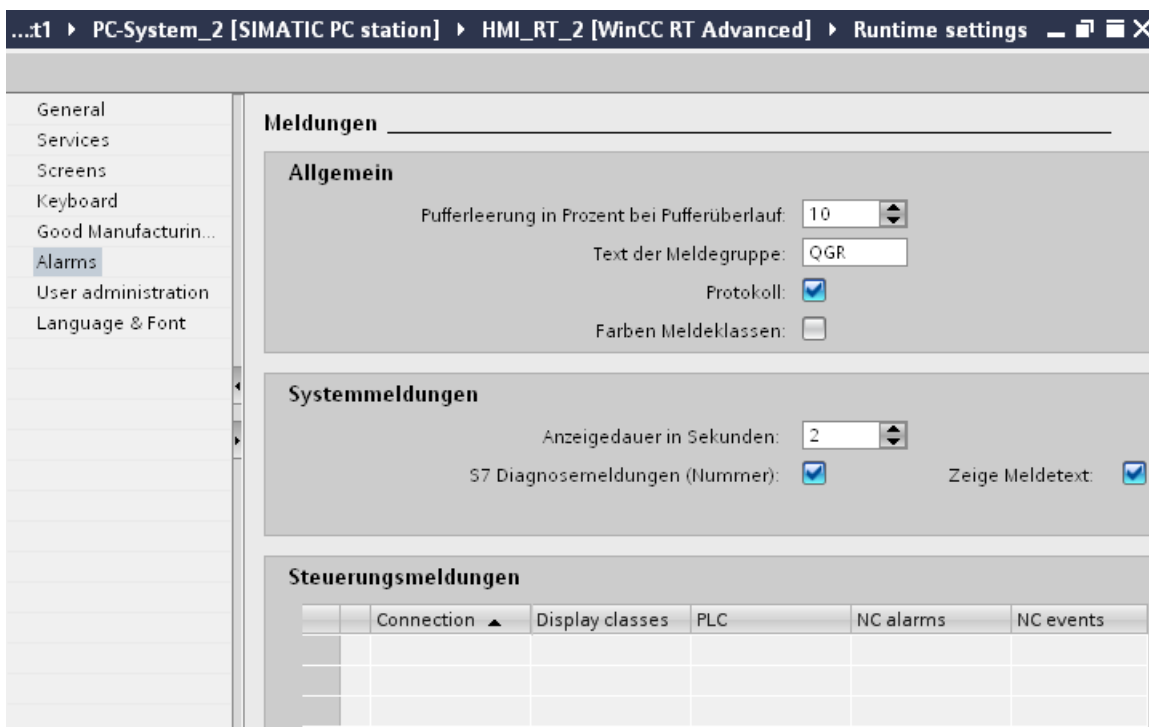 ...:t1 ▸ PC-System_2 [SIMATIC PC station] ▸ HMI_RT_2 [WinCC RT Advanced] ▸ Runtime settings
General
Services
Screens
Keyboard
Good Manufacturin...
Alarms
User administration
Language & Font
Meldungen
Allgemein
Pufferleerung in Prozent bei Pufferüberlauf: 10
Text der Meldegruppe: QGR
Protokoll:
Farben Meldeklassen:
Systemmeldungen
Anzeigedauer in Sekunden: 2
S7 Diagnosemeldungen (Nummer): Zeige Meldetext:
Steuerungsmeldungen
Connection Display classes PLC NC alarms NC events